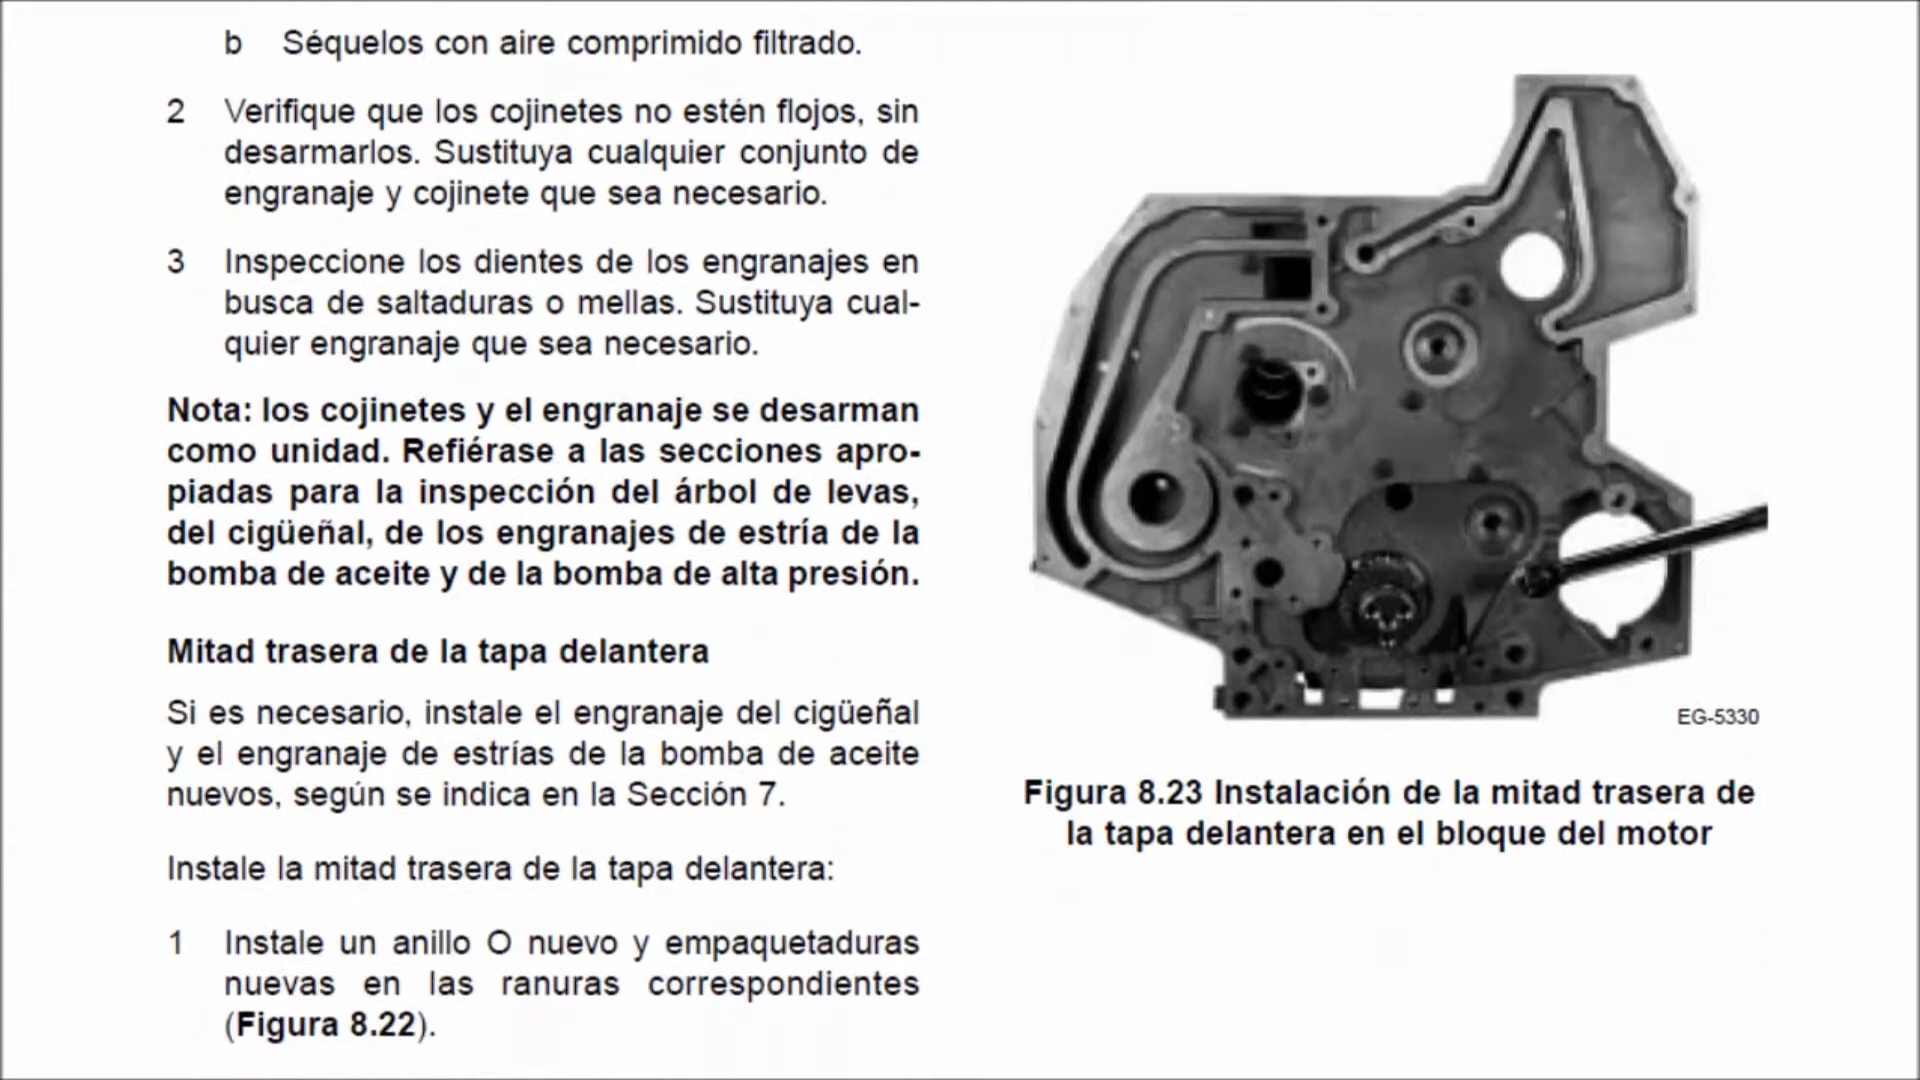 b Séquelos con aire comprimido filtrado.
2 Verifique que los cojinetes no estén flojos, sin
desarmarlos. Sustituya cualquier conjunto de
engranaje y cojinete que sea necesario.
3 Inspeccione los dientes de los engranajes en
busca de saltaduras o mellas. Sustituya cual-
quier engranaje que sea necesario.
Nota: los cojinetes y el engranaje se desarman
como unidad. Refiérase a las secciones apro-
piadas para la inspección del árbol de levas,
del cigüeñal, de los engranajes de estría de la
bomba de aceite y de la bomba de alta presión.
Mitad trasera de la tapa delantera
Si es necesario, instale el engranaje del cigüeñal
y el engranaje de estrías de la bomba de aceite
nuevos, según se indica en la Sección 7.
Instale la mitad trasera de la tapa delantera:
1 Instale un anillo O nuevo y empaquetaduras
nuevas en las ranuras correspondientes
(Figura 8.22).
EG-5330
Figura 8.23 Instalación de la mitad trasera de
la tapa delantera en el bloque del motor